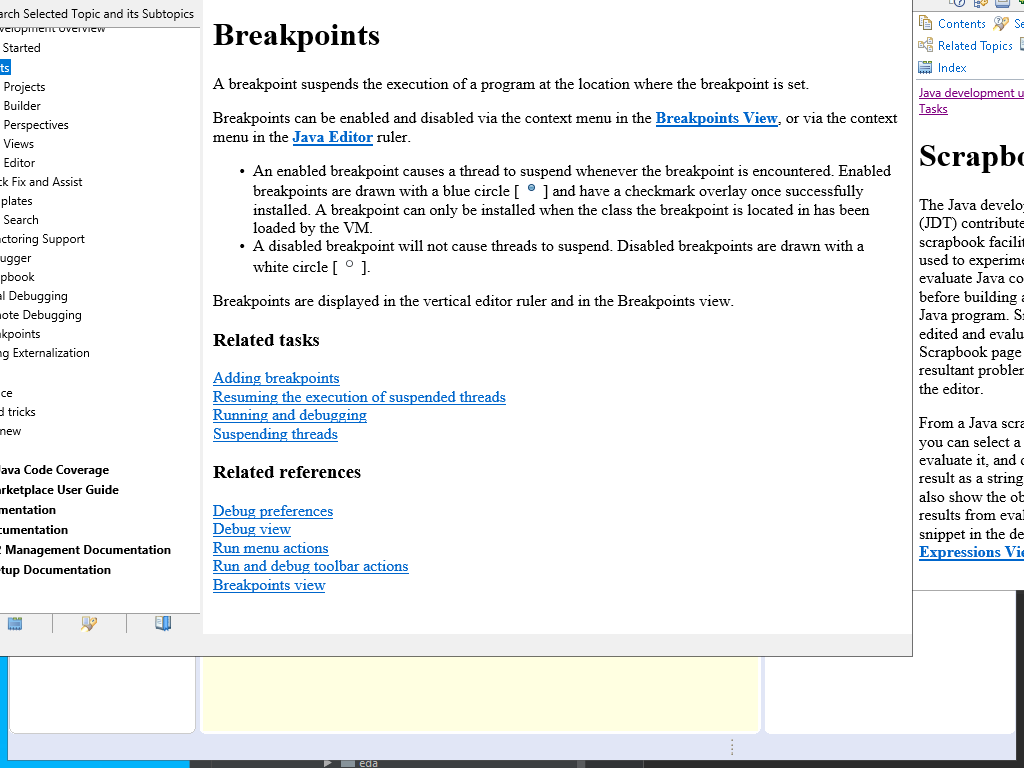 arch Selected Topic and its Subtopics
velopment overview
Started
ts
Projects
Builder
Perspectives
Views
Editor
ck Fix and Assist
plates
Search
actoring Support
ugger
pbook
al Debugging
note Debugging
akpoints
ng Externalization
ce
d tricks
new
Java Code Coverage
arketplace User Guide
mentation
cumentation
2 Management Documentation
etup Documentation
Breakpoints
A breakpoint suspends the execution of a program at the location where the breakpoint is set.
Breakpoints can be enabled and disabled via the context menu in the Breakpoints View, or via the context
menu in the Java Editor ruler.
• An enabled breakpoint causes a thread to suspend whenever the breakpoint is encountered. Enabled
breakpoints are drawn with a blue circle [ ] and have a checkmark overlay once successfully
installed. A breakpoint can only be installed when the class the breakpoint is located in has been
loaded by the VM.
• A disabled breakpoint will not cause threads to suspend. Disabled breakpoints are drawn with a
white circle [ ].
Breakpoints are displayed in the vertical editor ruler and in the Breakpoints view.
Related tasks
Adding breakpoints
Resuming the execution of suspended threads
Running and debugging
Suspending threads
Related references
Debug preferences
Debug view
Run menu actions
Run and debug toolbar actions
Breakpoints view
Contents Se
Related Topics
Index
Java development u
Tasks
Scrapbo
The Java develop
(JDT) contribute
scrapbook facilit
used to experime
evaluate Java co
before building a
Java program. Sn
edited and evalua
Scrapbook page
resultant problem
the editor.
From a Java scra
you can select a
evaluate it, and d
result as a string
also show the ob
results from eval
snippet in the de
Expressions Vie
eda